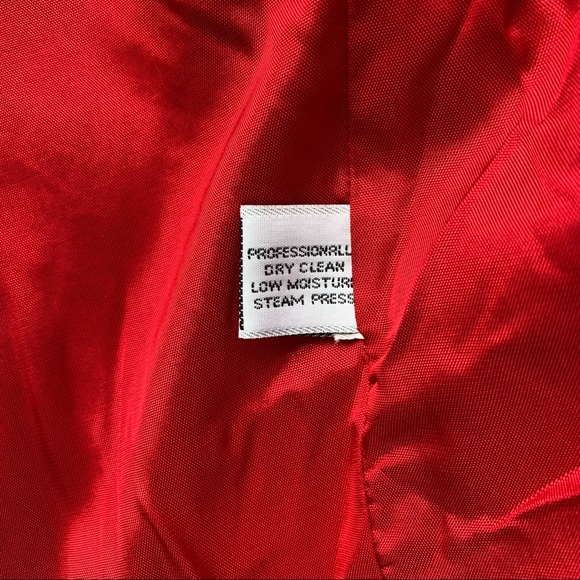 PROFESSIONALL
DRY CLEAN
LOW MOISTUR
STEAM PRESS